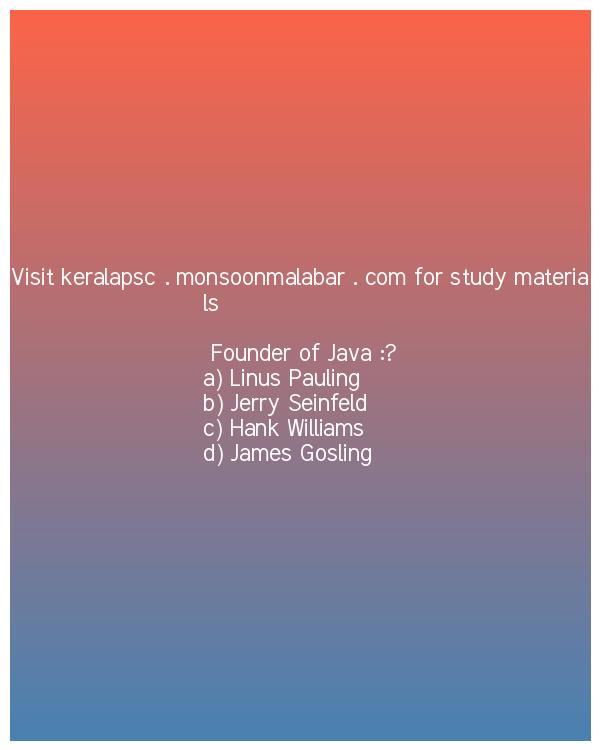 Visit keralapsc . monsoonmalabar . com for study materia
ls
Founder of Java :?
a) Linus Pauling
b) Jerry Seinfeld
c) Hank Williams
d) James Gosling